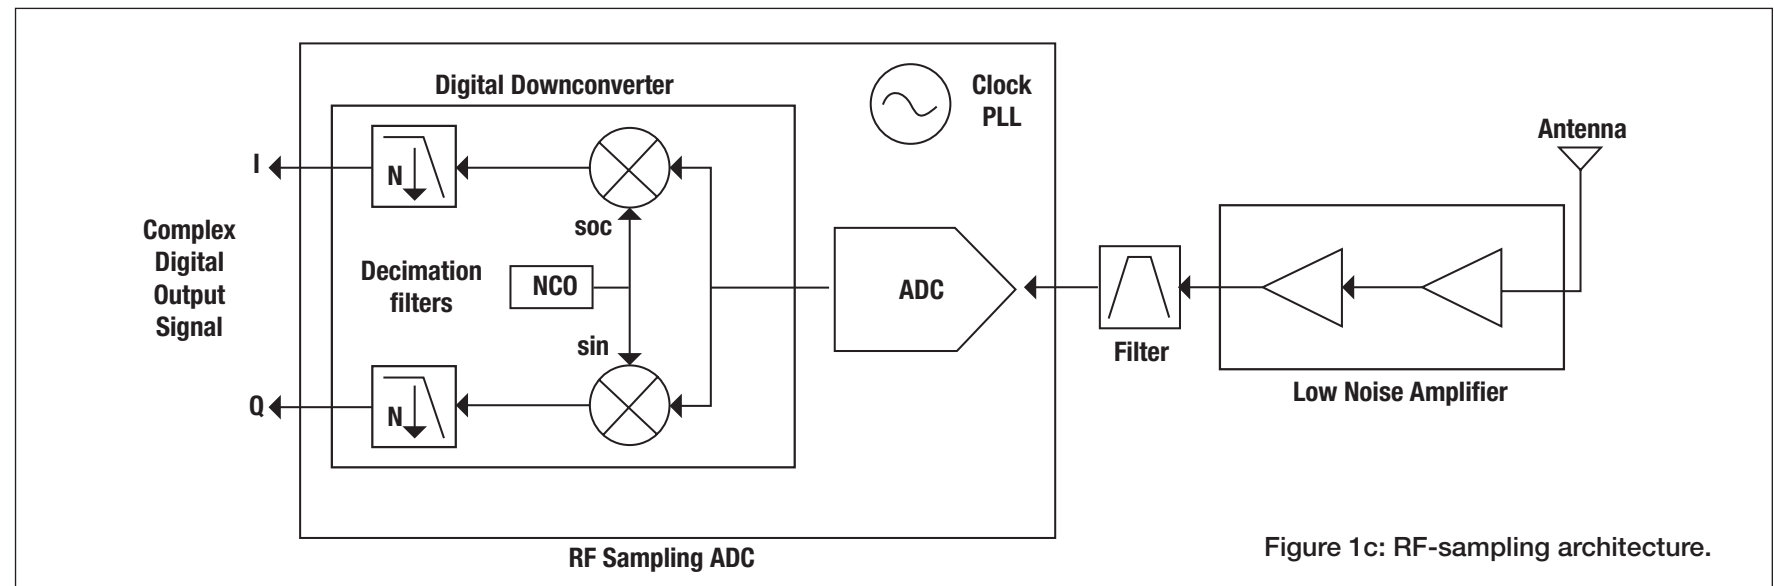 Digital Downconverter
Clock
PLL
Antenna
I
N
soc
Complex
Digital
Output
Signal
Decimation
filters
NCO
ADC
sin
Filter
Low Noise Amplifier
Q
N
RF Sampling ADC
Figure 1c: RF-sampling architecture.